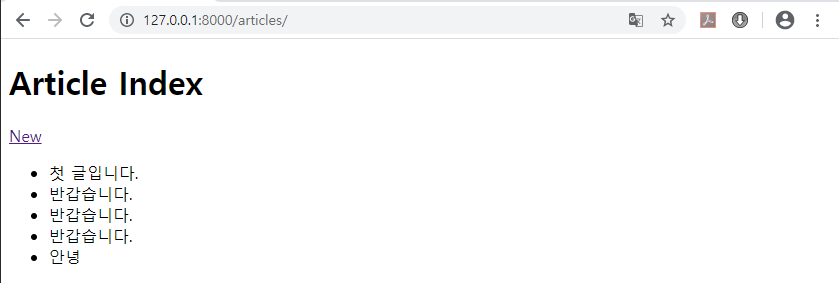 127.0.0.1:8000/articles/
Article Index
New
첫 글입니다.
반갑습니다.
반갑습니다.
반갑습니다.
안녕